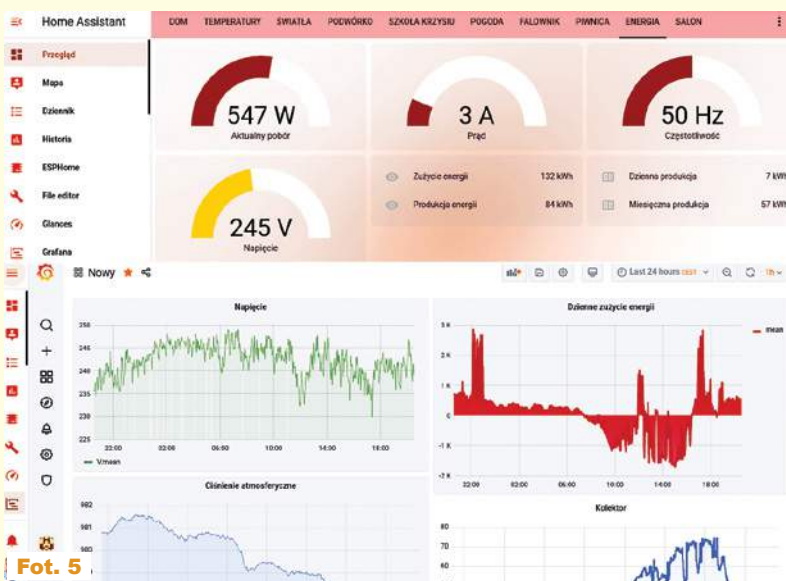 Home Assistant
DOM TEMPERATURY ŚWIATŁA PODWÓRKO SZKOŁA KRZYSIU POGODA FALOWNIK PIWNICA ENERGIA SALON
Przegląd
Mapa
Dziennik
Historia
ESPHome
File editor
Glances
Grafana
547 W
Aktualny pobór
3 A
Prąd
50 Hz
Częstotliwość
245 V
Napięcie
Zużycie energii 132 kWh
Produkcja energii 84 kWh
Dzienna produkcja 7 kWh
Miesięczna produkcja 57 kWh
Nowy
Last 24 hours CEST
1h
Napięcie
250
245
240
235
230
225
22:00 02:00 06:00 10:00 14:00 18:00
V.mean
Dzienne zużycie energii
3 K
2 K
1 K
-1 K
-2 K
22:00 02:00 06:00 10:00 14:00 18:00
mean
Ciśnienie atmosferyczne
982
981
980
Kolektor
80
70
60
Fot. 5